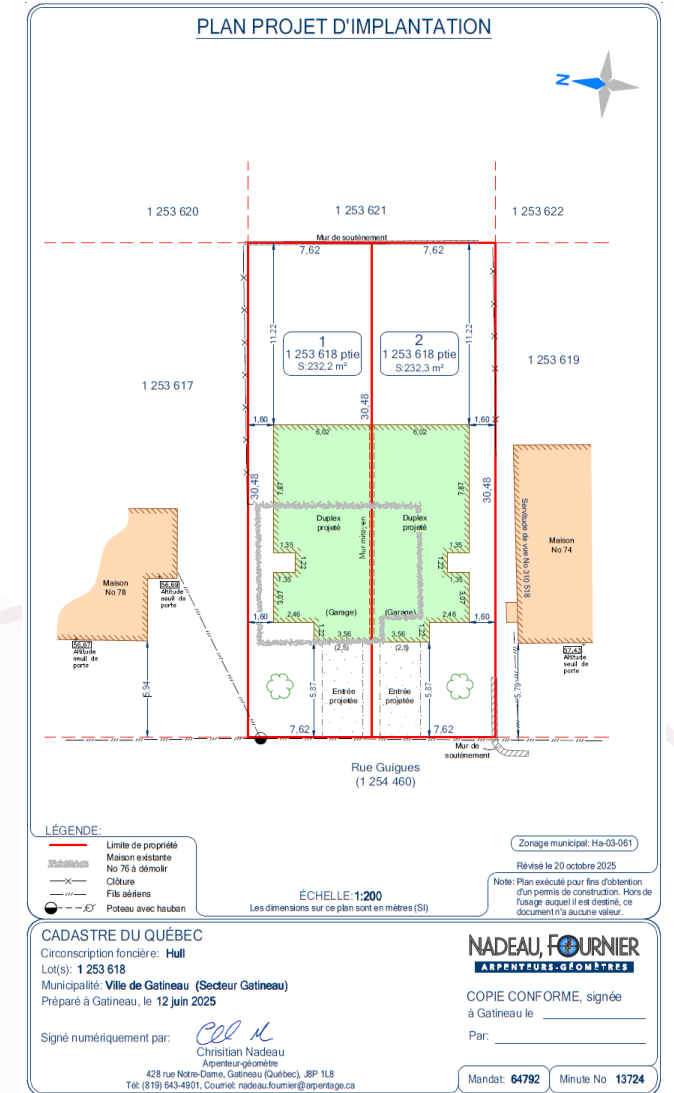 PLAN PROJET D'IMPLANTATION
N
1 253 620
1 253 621
1 253 622
Mur de soutènement
7,62
7,62
11,22
11,22
1
1 253 618 ptie
S:232,2 m²
2
1 253 618 ptie
S:232,3 m²
1 253 617
1 253 619
30,48
1,60
1,60
6,02
6,02
30,48
30,48
7,87
7,87
Duplex
projeté
Duplex
projeté
Mur mitoyen
Servitude de vue No 310 518
Maison
No 78
Maison
No 74
1,35
1,22
1,35
1,35
1,22
1,35
3,07
3,07
56,69
Altitude
seuil de
porte
1,60
1,60
2,46
(Garage)
(Garage)
2,46
1,22
3,56
3,56
1,22
(2,5)
(2,5)
56,67
Altitude
seuil de
porte
57,43
Altitude
seuil de
porte
5,94
5,87
5,87
5,79
Entrée
projetée
Entrée
projetée
7,62
7,62
Mur de
soutènement
Rue Guigues
(1 254 460)
LÉGENDE:
Limite de propriété
Maison existante
No 76 à démolir
Clôture
Fils aériens
Poteau avec hauban
ÉCHELLE:1:200
Les dimensions sur ce plan sont en mètres (SI)
Zonage municipal: Ha-03-061
Révisé le 20 octobre 2025
Note: Plan exécuté pour fins d'obtention
d'un permis de construction. Hors de
l'usage auquel il est destiné, ce
document n'a aucune valeur.
CADASTRE DU QUÉBEC
Circonscription foncière: Hull
Lot(s): 1 253 618
Municipalité: Ville de Gatineau (Secteur Gatineau)
Préparé à Gatineau, le 12 juin 2025
Signé numériquement par:
Chrisitian Nadeau
Arpenteur-géomètre
428 rue Notre-Dame, Gatineau (Québec), J8P 1L8
Tél: (819) 643-4901, Courriel: nadeau.fournier@arpentage.ca
NADEAU, FOURNIER
ARPENTEURS-GÉOMÈTRES
COPIE CONFORME, signée
à Gatineau le
Par:
Mandat: 64792
Minute No 13724